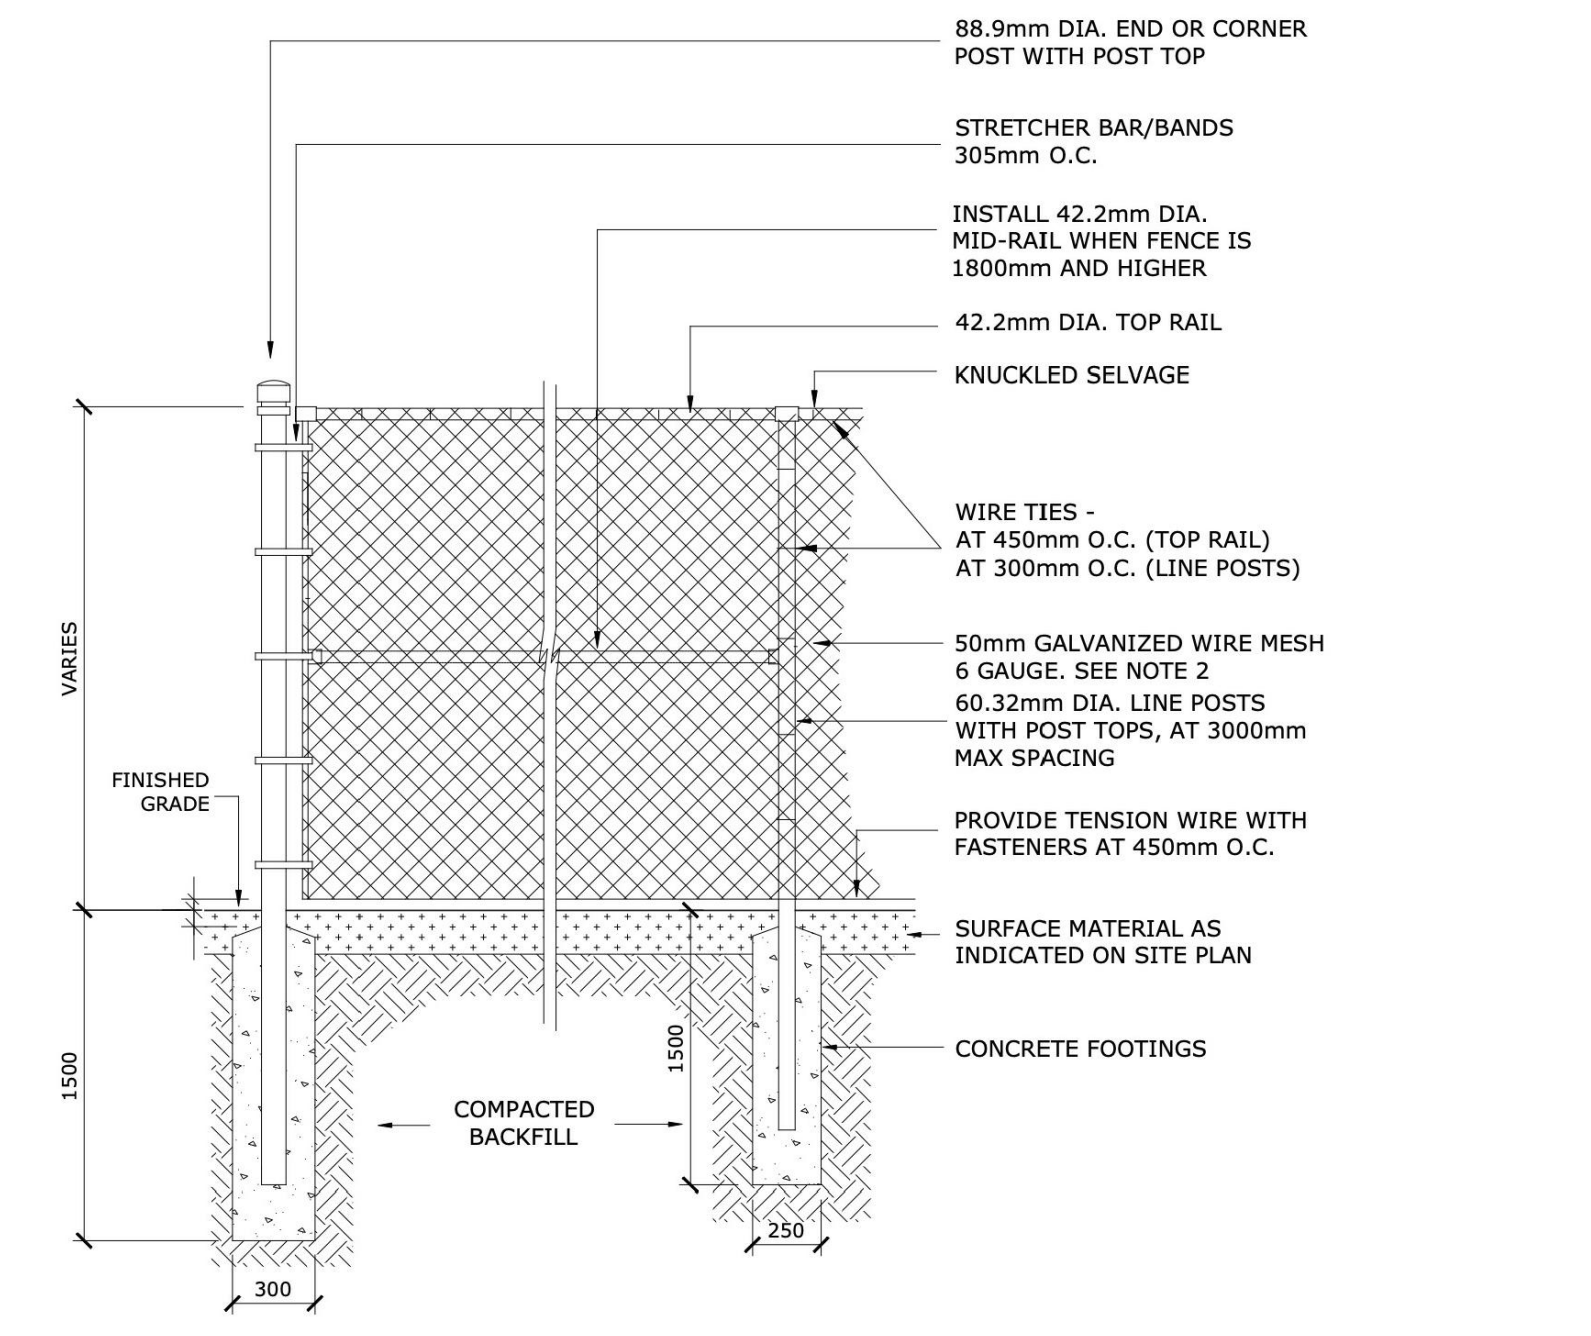 88.9mm DIA. END OR CORNER
POST WITH POST TOP
STRETCHER BAR/BANDS
305mm O.C.
INSTALL 42.2mm DIA.
MID-RAIL WHEN FENCE IS
1800mm AND HIGHER
42.2mm DIA. TOP RAIL
KNUCKLED SELVAGE
WIRE TIES -
AT 450mm O.C. (TOP RAIL)
AT 300mm O.C. (LINE POSTS)
50mm GALVANIZED WIRE MESH
6 GAUGE. SEE NOTE 2
60.32mm DIA. LINE POSTS
WITH POST TOPS, AT 3000mm
MAX SPACING
VARIES
FINISHED
GRADE
PROVIDE TENSION WIRE WITH
FASTENERS AT 450mm O.C.
SURFACE MATERIAL AS
INDICATED ON SITE PLAN
1500
1500
CONCRETE FOOTINGS
COMPACTED
BACKFILL
250
300